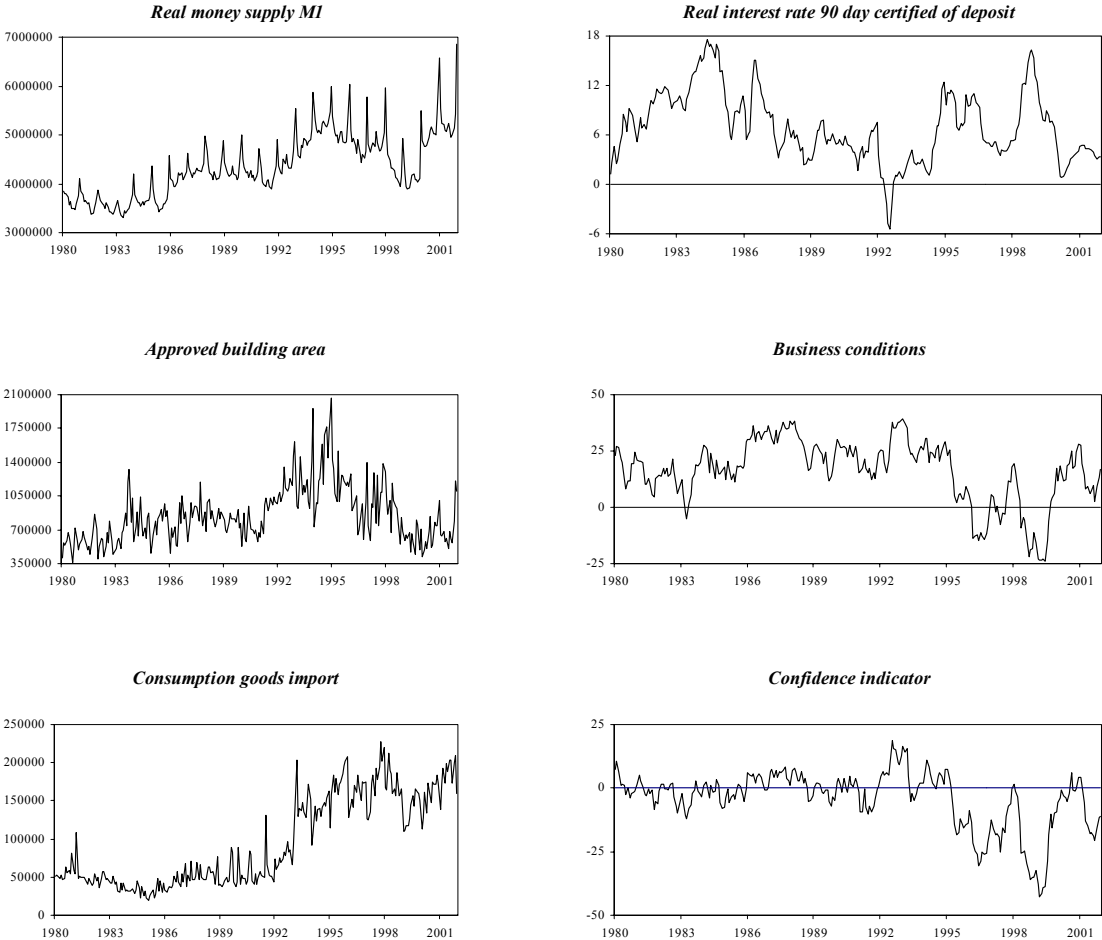 Real money supply M1
7000000
6000000
5000000
4000000
3000000
1980 1983 1986 1989 1992 1995 1998 2001
Real interest rate 90 day certified of deposit
18
12
6
0
-6
1980 1983 1986 1989 1992 1995 1998 2001
Approved building area
2100000
1750000
1400000
1050000
700000
350000
1980 1983 1986 1989 1992 1995 1998 2001
Business conditions
50
25
0
-25
1980 1983 1986 1989 1992 1995 1998 2001
Consumption goods import
250000
200000
150000
100000
50000
0
1980 1983 1986 1989 1992 1995 1998 2001
Confidence indicator
25
0
-25
-50
1980 1983 1986 1989 1992 1995 1998 2001